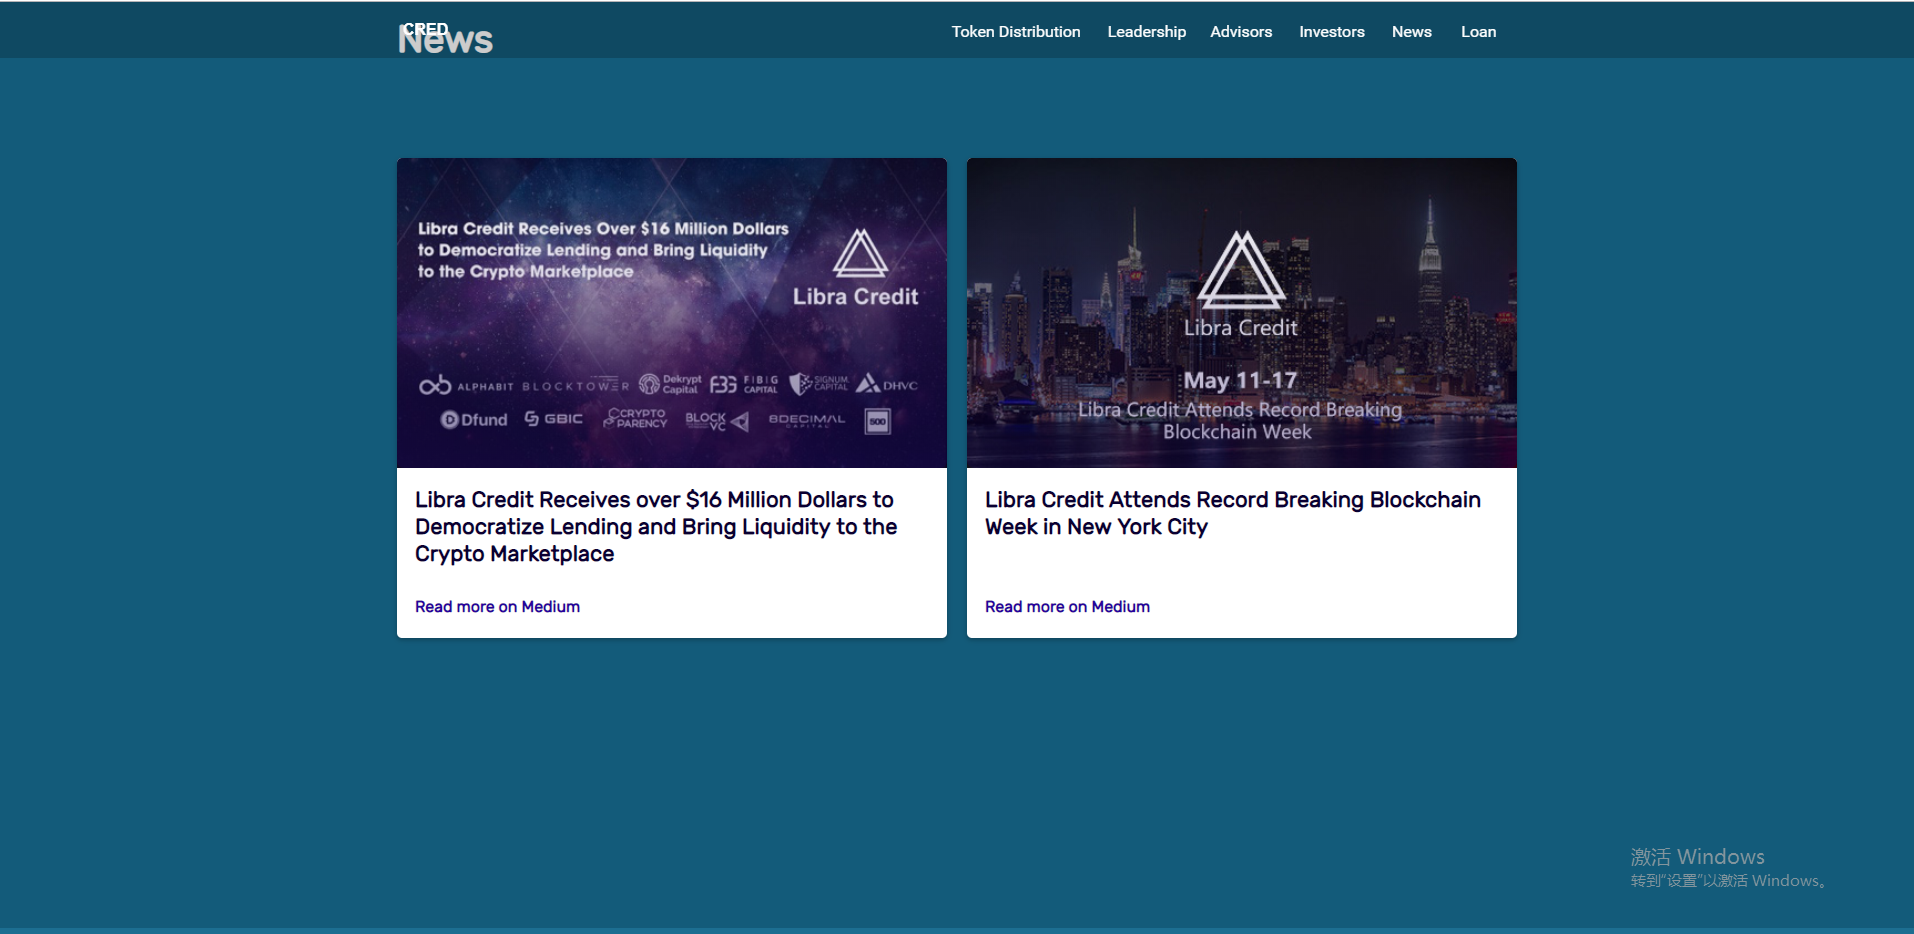 CRED
News
Token Distribution
Leadership
Advisors
Investors
News
Loan
Libra Credit Receives Over $16 Million Dollars
to Democratize Lending and Bring Liquidity
to the Crypto Marketplace
Libra Credit
ALPHABIT
BLOCKTOWER
Dekrypt
Capital
FBG
FIBIG
CAPITAL
SIGNUM
CAPITAL
DHVC
Dfund
GBIC
CRYPTO
PARENCY
BLOCK
VC
8DECIMAL
CAPITAL
500
Libra Credit
May 11-17
Libra Credit Attends Record Breaking
Blockchain Week
Libra Credit Receives over $16 Million Dollars to
Democratize Lending and Bring Liquidity to the
Crypto Marketplace
Read more on Medium
Libra Credit Attends Record Breaking Blockchain
Week in New York City
Read more on Medium
激活 Windows
转到"设置"以激活 Windows。